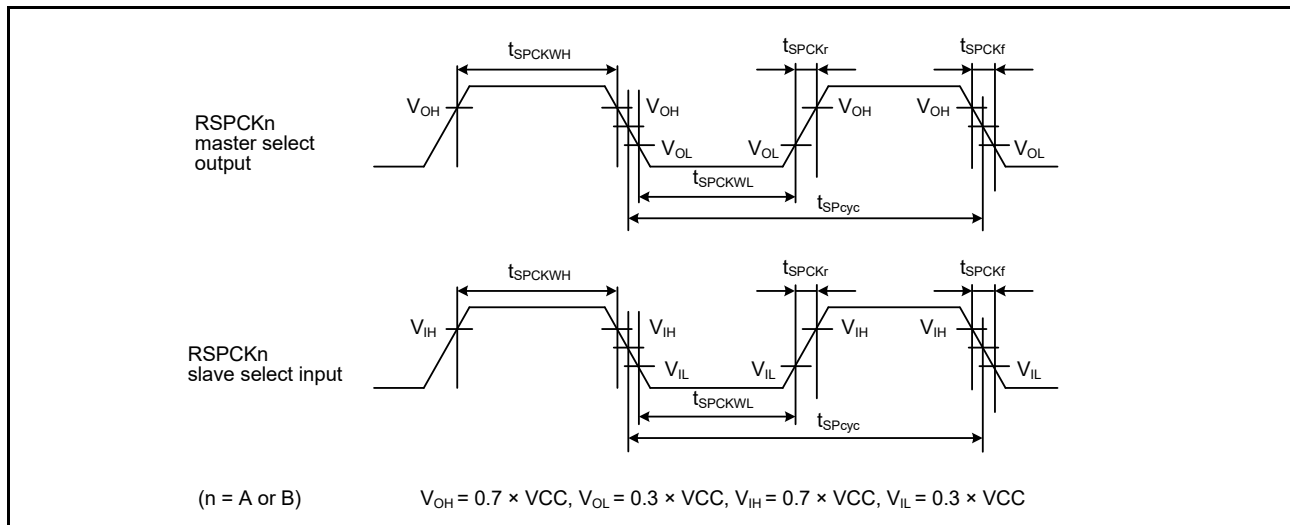 tSPCKWH
tSPCKr
tSPCKf
VOH
VOH
VOH
VOH
RSPCKn
master select
output
VOL
VOL
VOL
tSPCKWL
tSPcyc
tSPCKWH
tSPCKr
tSPCKf
VIH
VIH
VIH
VIH
RSPCKn
slave select input
VIL
VIL
VIL
tSPCKWL
tSPcyc
(n = A or B)
VOH = 0.7 × VCC, VOL = 0.3 × VCC, VIH = 0.7 × VCC, VIL = 0.3 × VCC